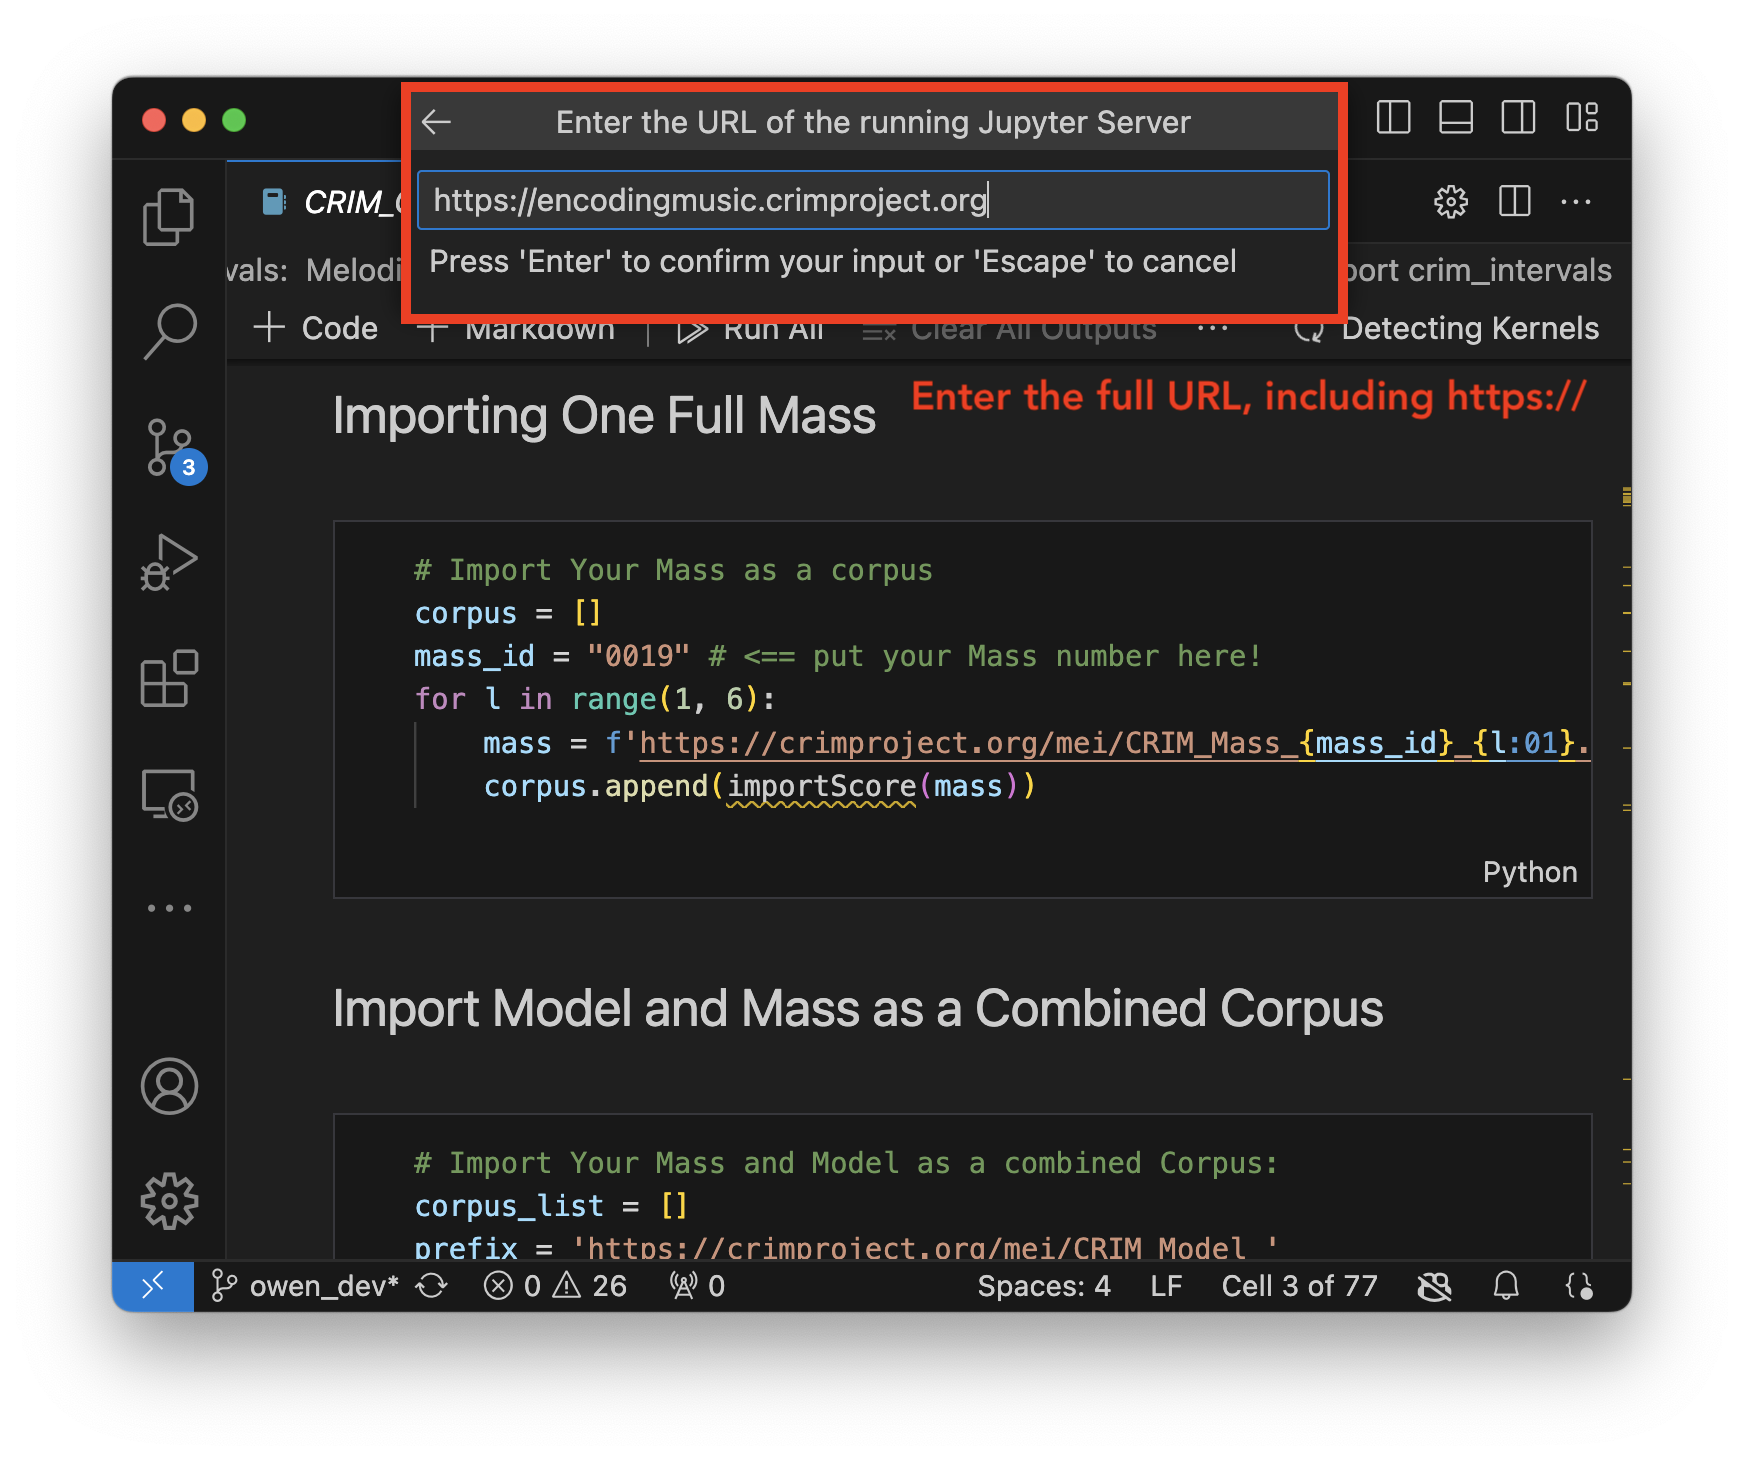 Enter the URL of the running Jupyter Server
https://encodingmusic.crimproject.org
Press 'Enter' to confirm your input or 'Escape' to cancel
CRIM_
vals: Melodi
port crim_intervals
Code Markdown Run All Clear All Outputs ... Detecting Kernels
Importing One Full Mass
Enter the full URL, including https://
3
# Import Your Mass as a corpus
corpus = []
mass_id = "0019" # <== put your Mass number here!
for l in range(1, 6):
mass = f'https://crimproject.org/mei/CRIM_Mass_{mass_id}_{l:01}.
corpus.append(importScore(mass))
Python
Import Model and Mass as a Combined Corpus
# Import Your Mass and Model as a combined Corpus:
corpus_list = []
prefix = 'https://crimproject.org/mei/CRIM_Model_'
owen_dev* 0 26 0 Spaces: 4 LF Cell 3 of 77